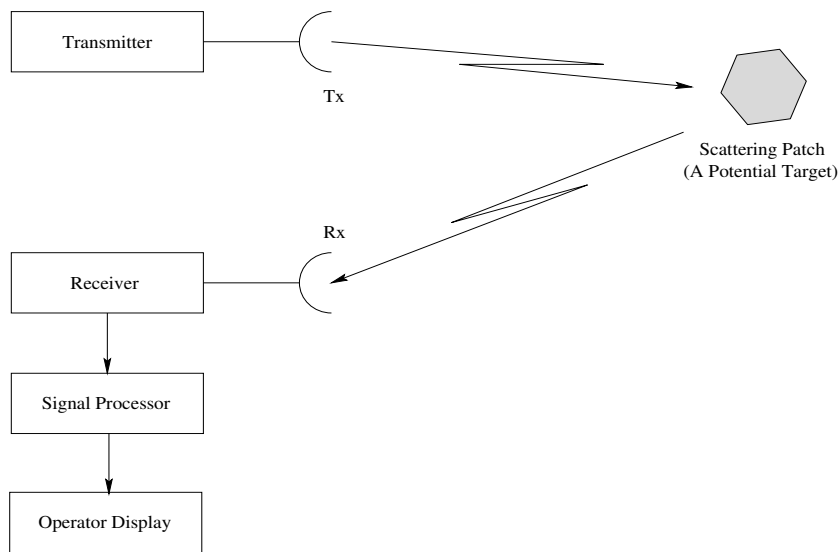 Transmitter
Tx
Scattering Patch
(A Potential Target)
Rx
Receiver
Signal Processor
Operator Display